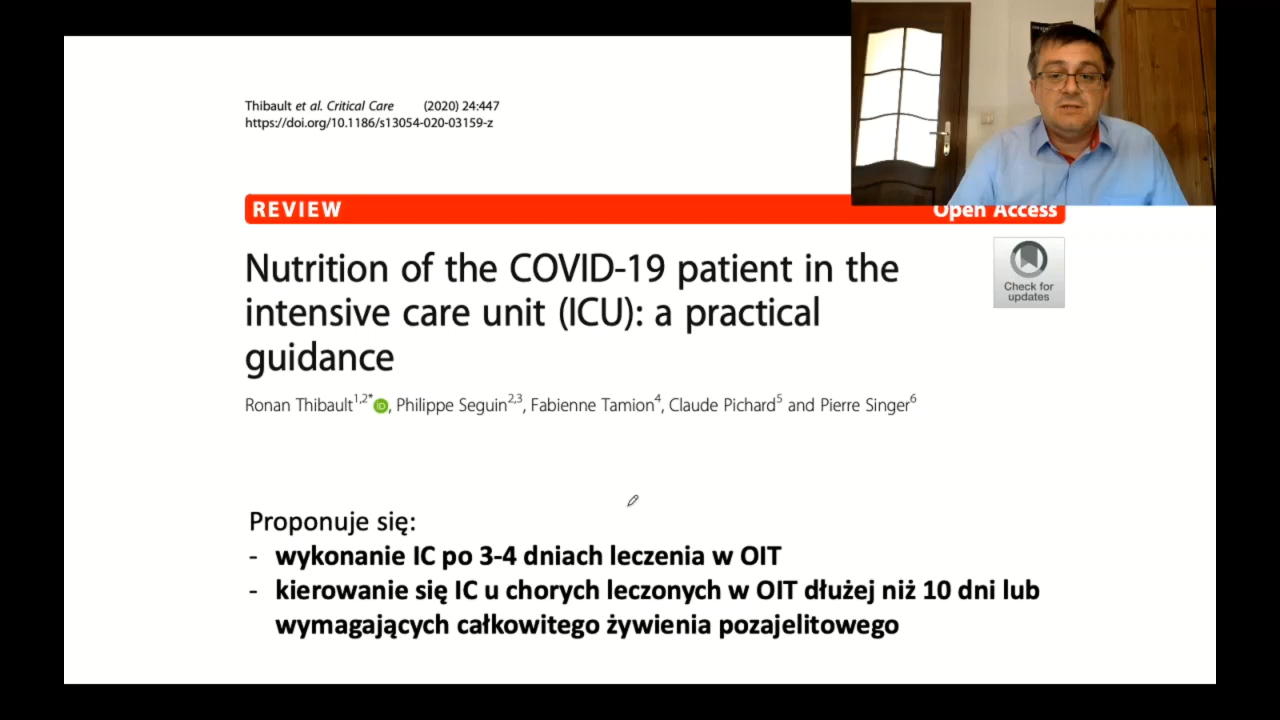 Thibault et al. Critical Care (2020) 24:447
https://doi.org/10.1186/s13054-020-03159-z
REVIEW Open Access
Nutrition of the COVID-19 patient in the
intensive care unit (ICU): a practical
guidance
Check for
updates
Ronan Thibault1,2*, Philippe Seguin2,3, Fabienne Tamion4, Claude Pichard5 and Pierre Singer6
Proponuje się:
- wykonanie IC po 3-4 dniach leczenia w OIT
- kierowanie się IC u chorych leczonych w OIT dłużej niż 10 dni lub
wymagających całkowitego żywienia pozajelitowego